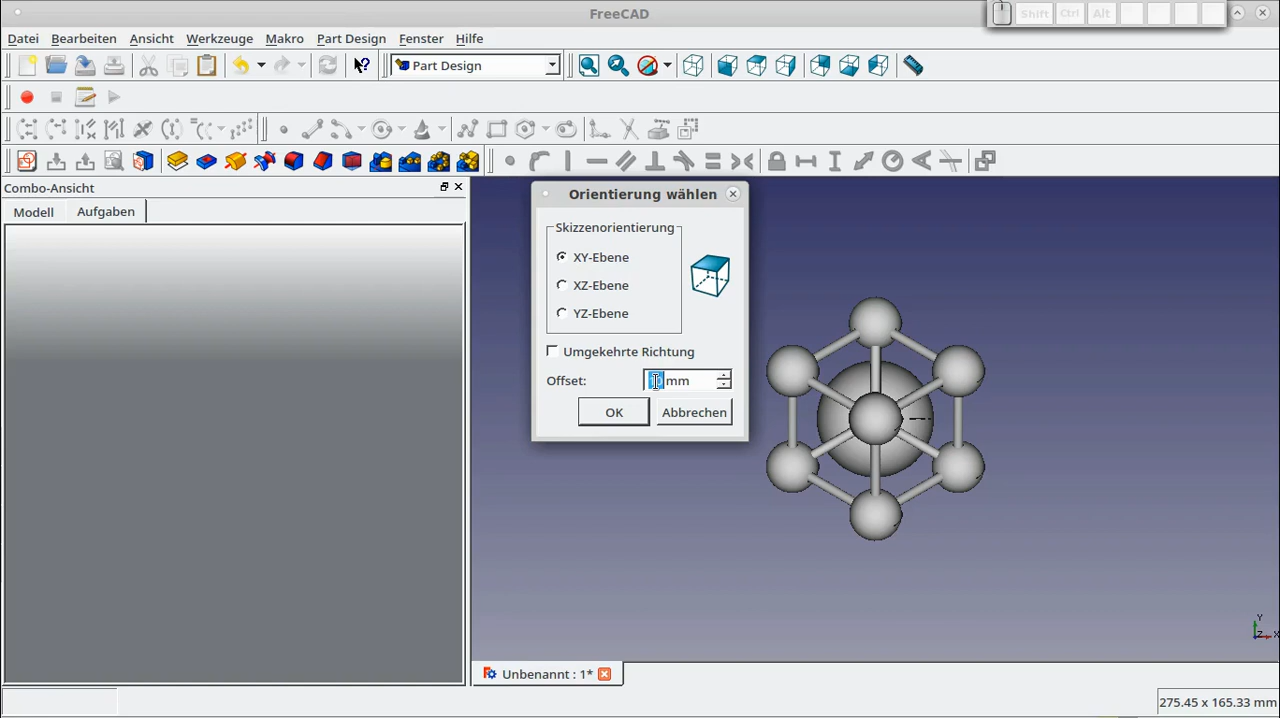 FreeCAD
Shift Ctrl Alt
Datei Bearbeiten Ansicht Werkzeuge Makro Part Design Fenster Hilfe
Part Design
Combo-Ansicht
Modell Aufgaben
Orientierung wählen
Skizzenorientierung
XY-Ebene
XZ-Ebene
YZ-Ebene
Umgekehrte Richtung
Offset: mm
OK Abbrechen
Y
Z X
Unbenannt : 1*
275.45 x 165.33 mm